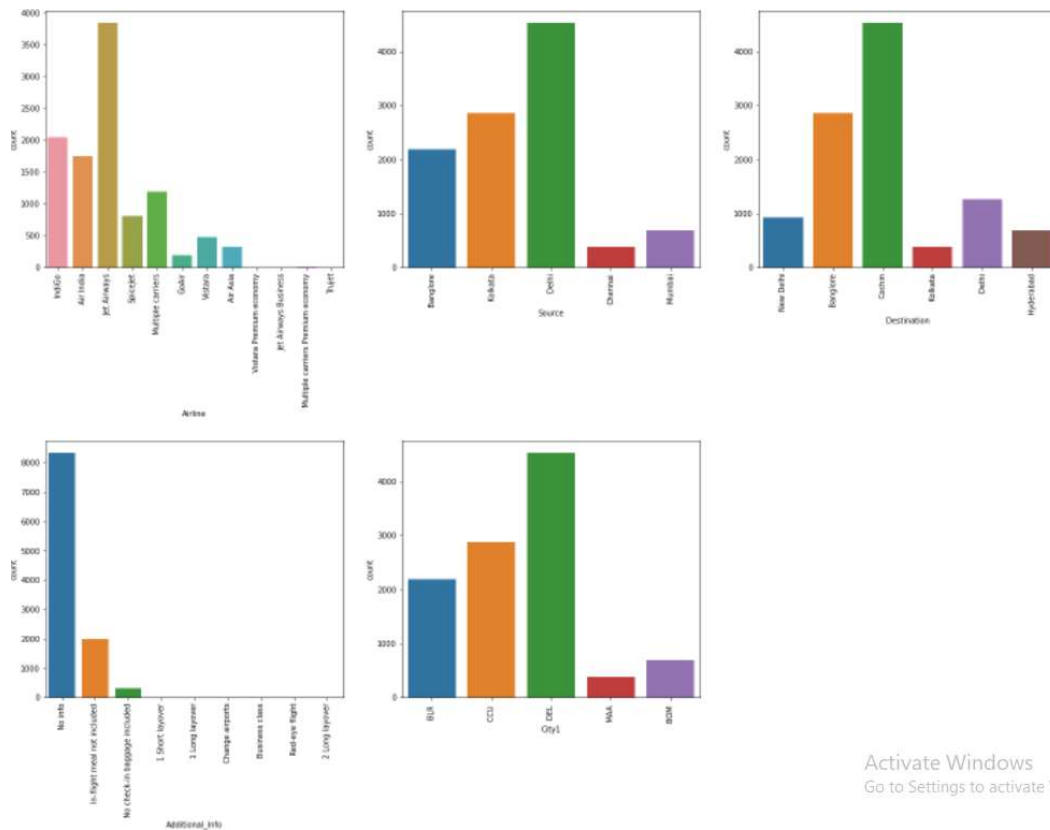 4000
3500
3000
2500
2000
1500
1000
500
0
count
IndiGo
Air India
Jet Airways
SpiceJet
Multiple carriers
GoAir
Vistara
Air Asia
Vistara Premium economy
Jet Airways Business
Multiple carriers Premium economy
Trujet
Airline
4000
3000
2000
1000
0
count
Banglore
Kolkata
Delhi
Chennai
Mumbai
Source
4000
3000
2000
1000
0
count
New Delhi
Banglore
Cochin
Kolkata
Delhi
Hyderabad
Destination
8000
7000
6000
5000
4000
3000
2000
1000
0
count
No info
In-flight meal not included
No check-in baggage included
1 Short layover
1 Long layover
Change airports
Business class
Red-eye flight
2 Long layover
Additional_Info
4000
3000
2000
1000
0
count
BLR
CCU
DEL
MAA
BOM
City1
Activate Windows
Go to Settings to activate